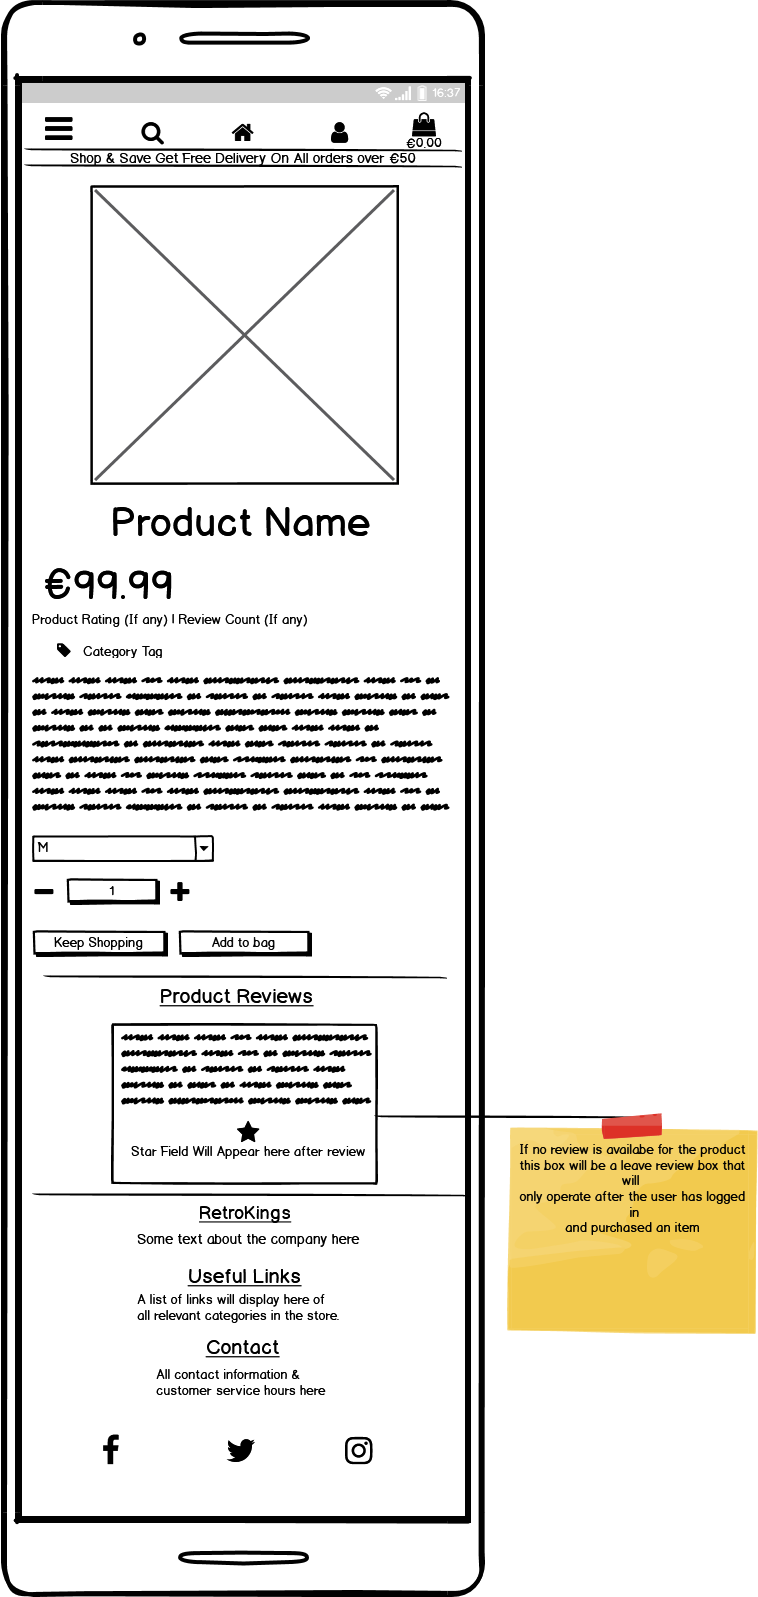 16:37
€0.00
Shop & Save Get Free Delivery On All orders over €50
Product Name
€99.99
Product Rating (If any) | Review Count (If any)
Category Tag
M
1
Keep Shopping
Add to bag
Product Reviews
Star Field Will Appear here after review
If no review is availabe for the product
this box will be a leave review box that
will
only operate after the user has logged
in
and purchased an item
RetroKings
Some text about the company here
Useful Links
A list of links will display here of
all relevant categories in the store.
Contact
All contact information &
customer service hours here